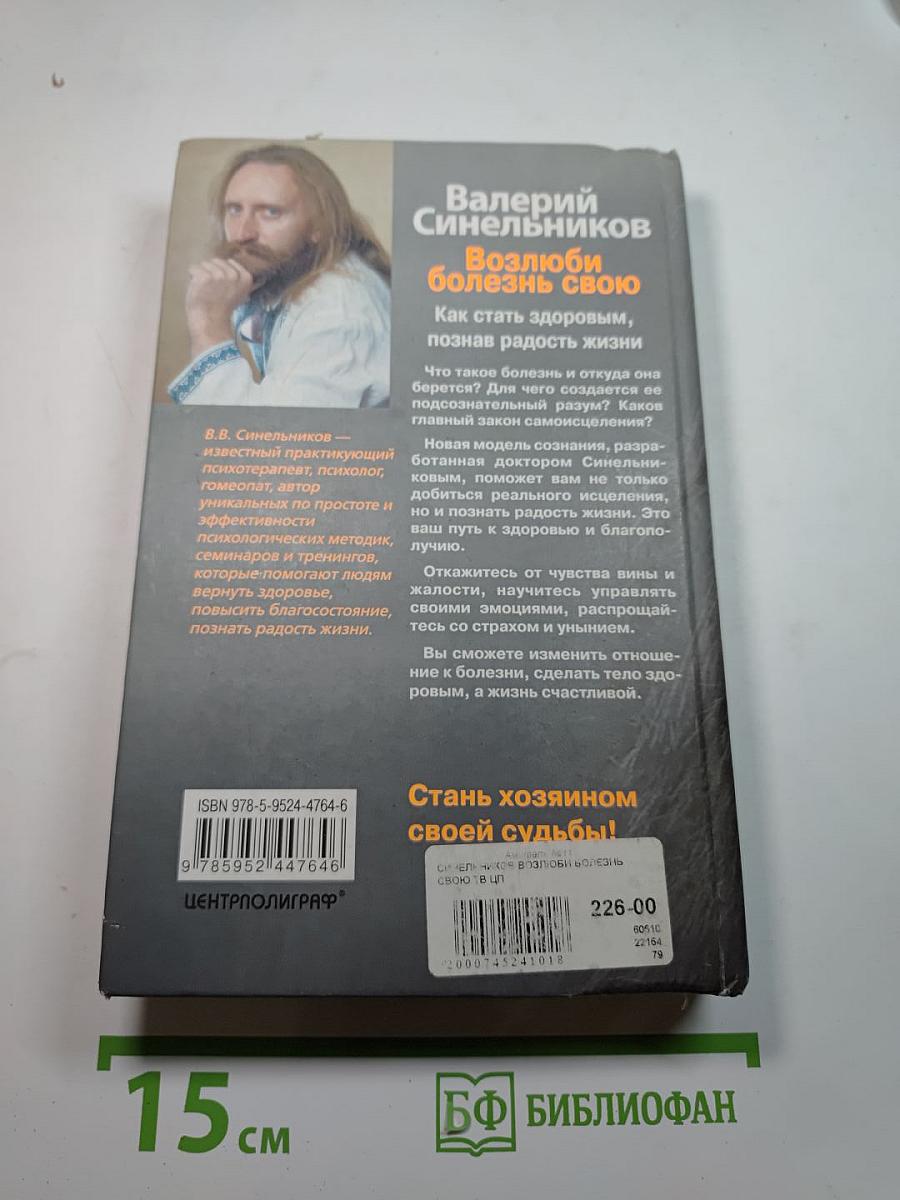 Валерий
Синельников
Возлюби
болезнь свою
Как стать здоровым,
познав радость жизни
Что такое болезнь и откуда она
берется? Для чего создается ее
подсознательный разум? Каков
главный закон самоисцеления?
Новая модель сознания, разра-
ботанная доктором Синельни-
ковым, поможет вам не только
добиться реального исцеления,
но и познать радость жизни. Это
ваш путь к здоровью и благопо-
лучию.
Откажитесь от чувства вины и
жалости, научитесь управлять
своими эмоциями, распрощай-
тесь со страхом и унынием.
Вы сможете изменить отноше-
ние к болезни, сделать тело здо-
ровым, а жизнь счастливой.
В.В. Синельников —
известный практикующий
психотерапевт, психолог,
гомеопат, автор
уникальных по простоте и
эффективности
психологических методик,
семинаров и тренингов,
которые помогают людям
вернуть здоровье,
повысить благосостояние,
познать радость жизни.
Стань хозяином
своей судьбы!
ISBN 978-5-9524-4764-6
9 785952 447646
ЦЕНТРПОЛИГРАФ®
СИНЕЛЬНИКОВ ВОЗЛЮБИ БОЛЕЗНЬ
СВОЮ ТВ ЦП
226-00
60510
22164
79
2000745241018
15 см
БФ БИБЛИОФАН